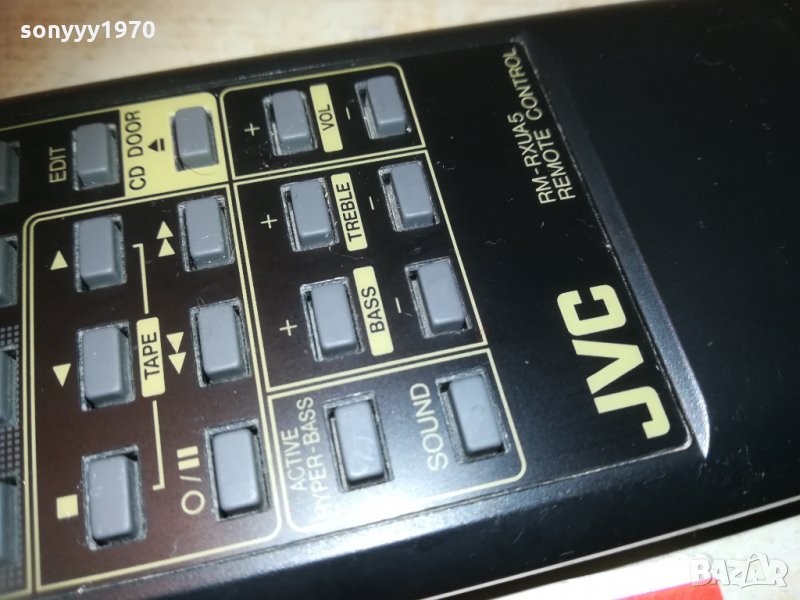 sonyyy1970
EDIT
CD DOOR
+ VOL -
+ TREBLE -
+ BASS -
TAPE
ACTIVE
HYPER-BASS
SOUND
RM-RXUA5
REMOTE CONTROL
JVC
BAZAR